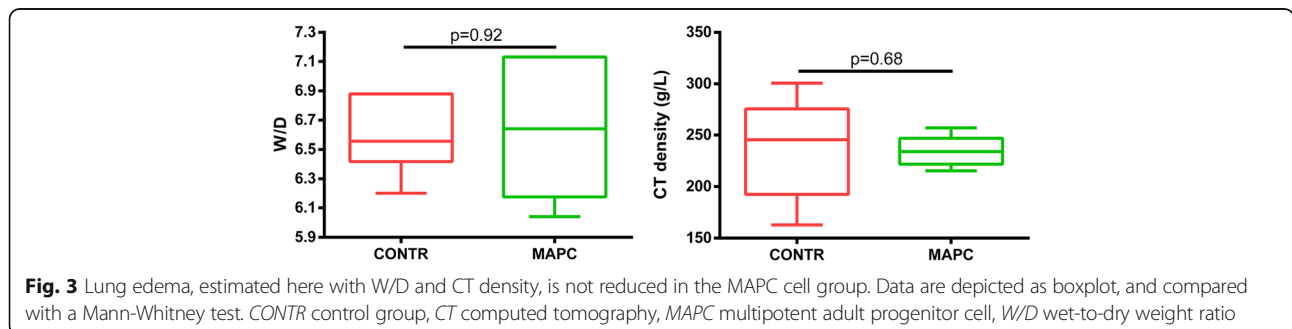 7.3
7.1
6.9
6.7
6.5
6.3
6.1
5.9
W/D
p=0.92
CONTR
MAPC
350
300
250
200
150
CT density (g/L)
p=0.68
CONTR
MAPC
Fig. 3 Lung edema, estimated here with W/D and CT density, is not reduced in the MAPC cell group. Data are depicted as boxplot, and compared
with a Mann-Whitney test. CONTR control group, CT computed tomography, MAPC multipotent adult progenitor cell, W/D wet-to-dry weight ratio